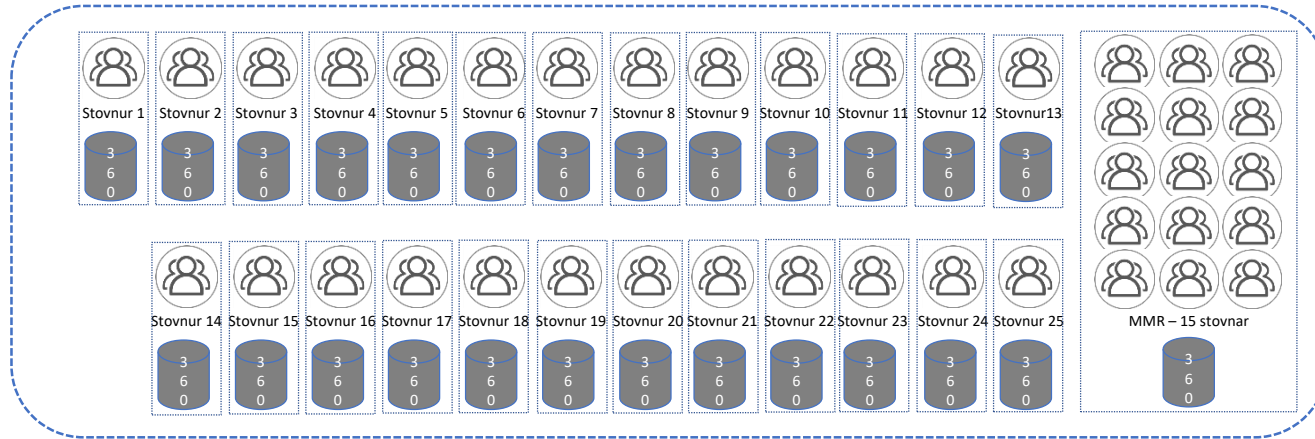 Stovnur 1 Stovnur 2 Stovnur 3 Stovnur 4 Stovnur 5 Stovnur 6 Stovnur 7 Stovnur 8 Stovnur 9 Stovnur 10 Stovnur 11 Stovnur 12 Stovnur13
3 3 3 3 3 3 3 3 3 3 3 3 3
6 6 6 6 6 6 6 6 6 6 6 6 6
0 0 0 0 0 0 0 0 0 0 0 0 0
Stovnur 14 Stovnur 15 Stovnur 16 Stovnur 17 Stovnur 18 Stovnur 19 Stovnur 20 Stovnur 21 Stovnur 22 Stovnur 23 Stovnur 24 Stovnur 25
3 3 3 3 3 3 3 3 3 3 3 3
6 6 6 6 6 6 6 6 6 6 6 6
0 0 0 0 0 0 0 0 0 0 0 0
MMR – 15 stovnar
3
6
0